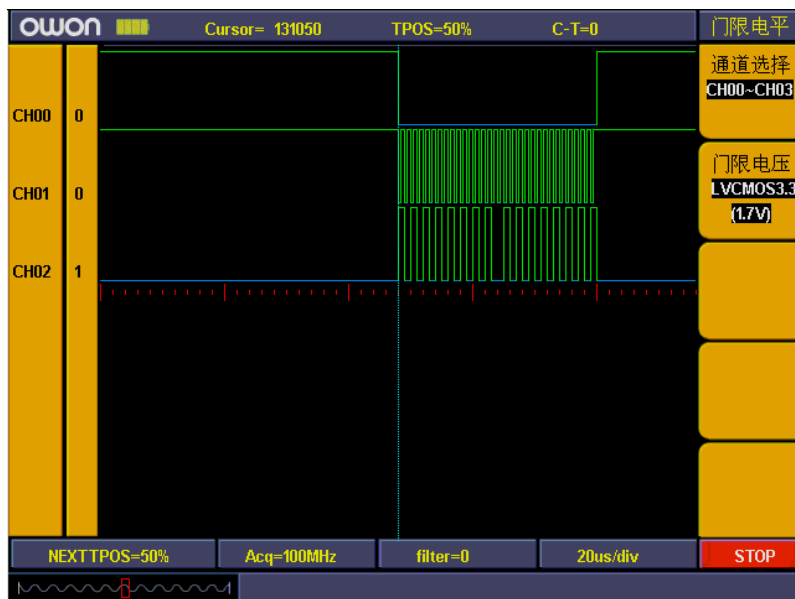 OWON Cursor= 131050 TPOS=50% C-T=0 门限电平
通道选择
CH00~CH03
CH00 0
门限电压
LVCMOS3.3
(1.7V)
CH01 0
CH02 1
NEXTTPOS=50% Acq=100MHz filter=0 20us/div STOP